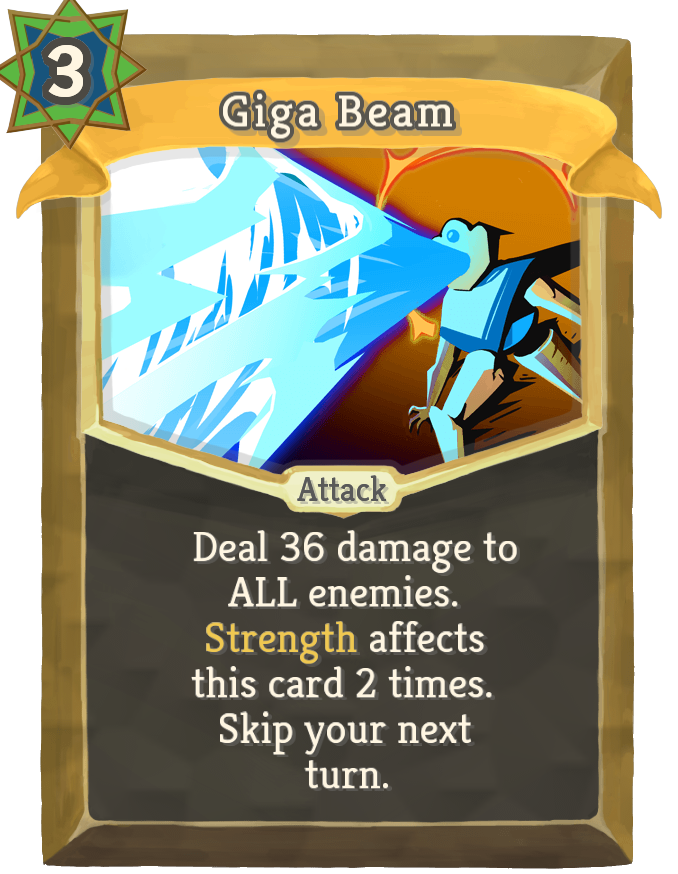 3
Giga Beam
Attack
Deal 36 damage to
ALL enemies.
Strength affects
this card 2 times.
Skip your next
turn.